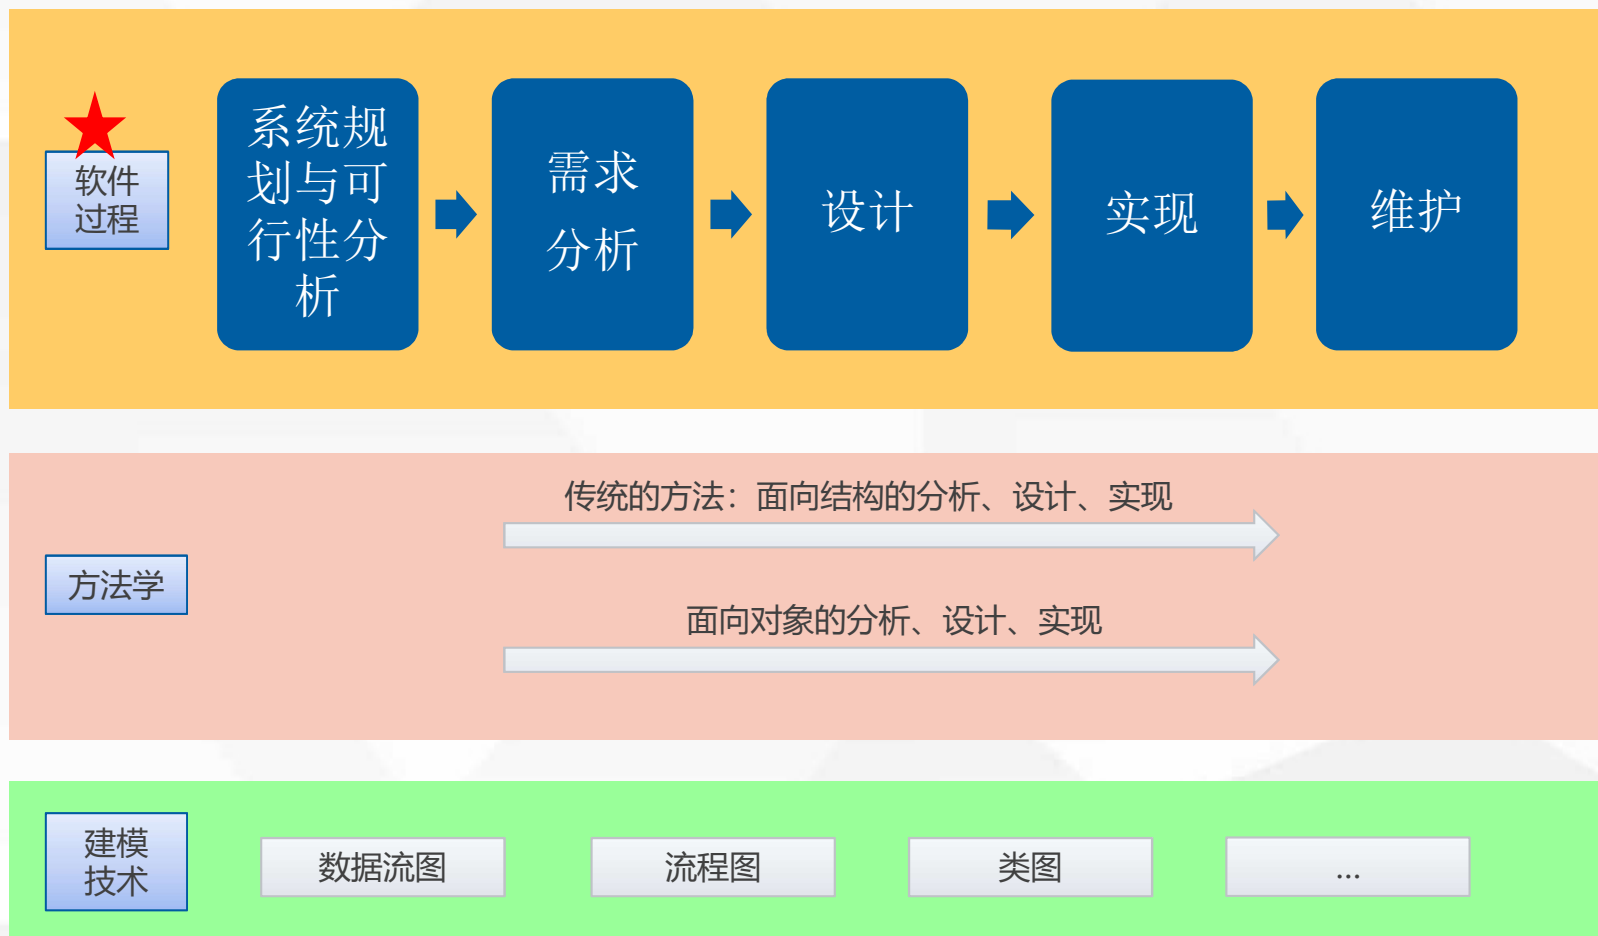 软件
过程
系统规
划与可
行性分
析
需求
分析
设计
实现
维护
传统的方法：面向结构的分析、设计、实现
方法学
面向对象的分析、设计、实现
建模
技术
数据流图
流程图
类图
...